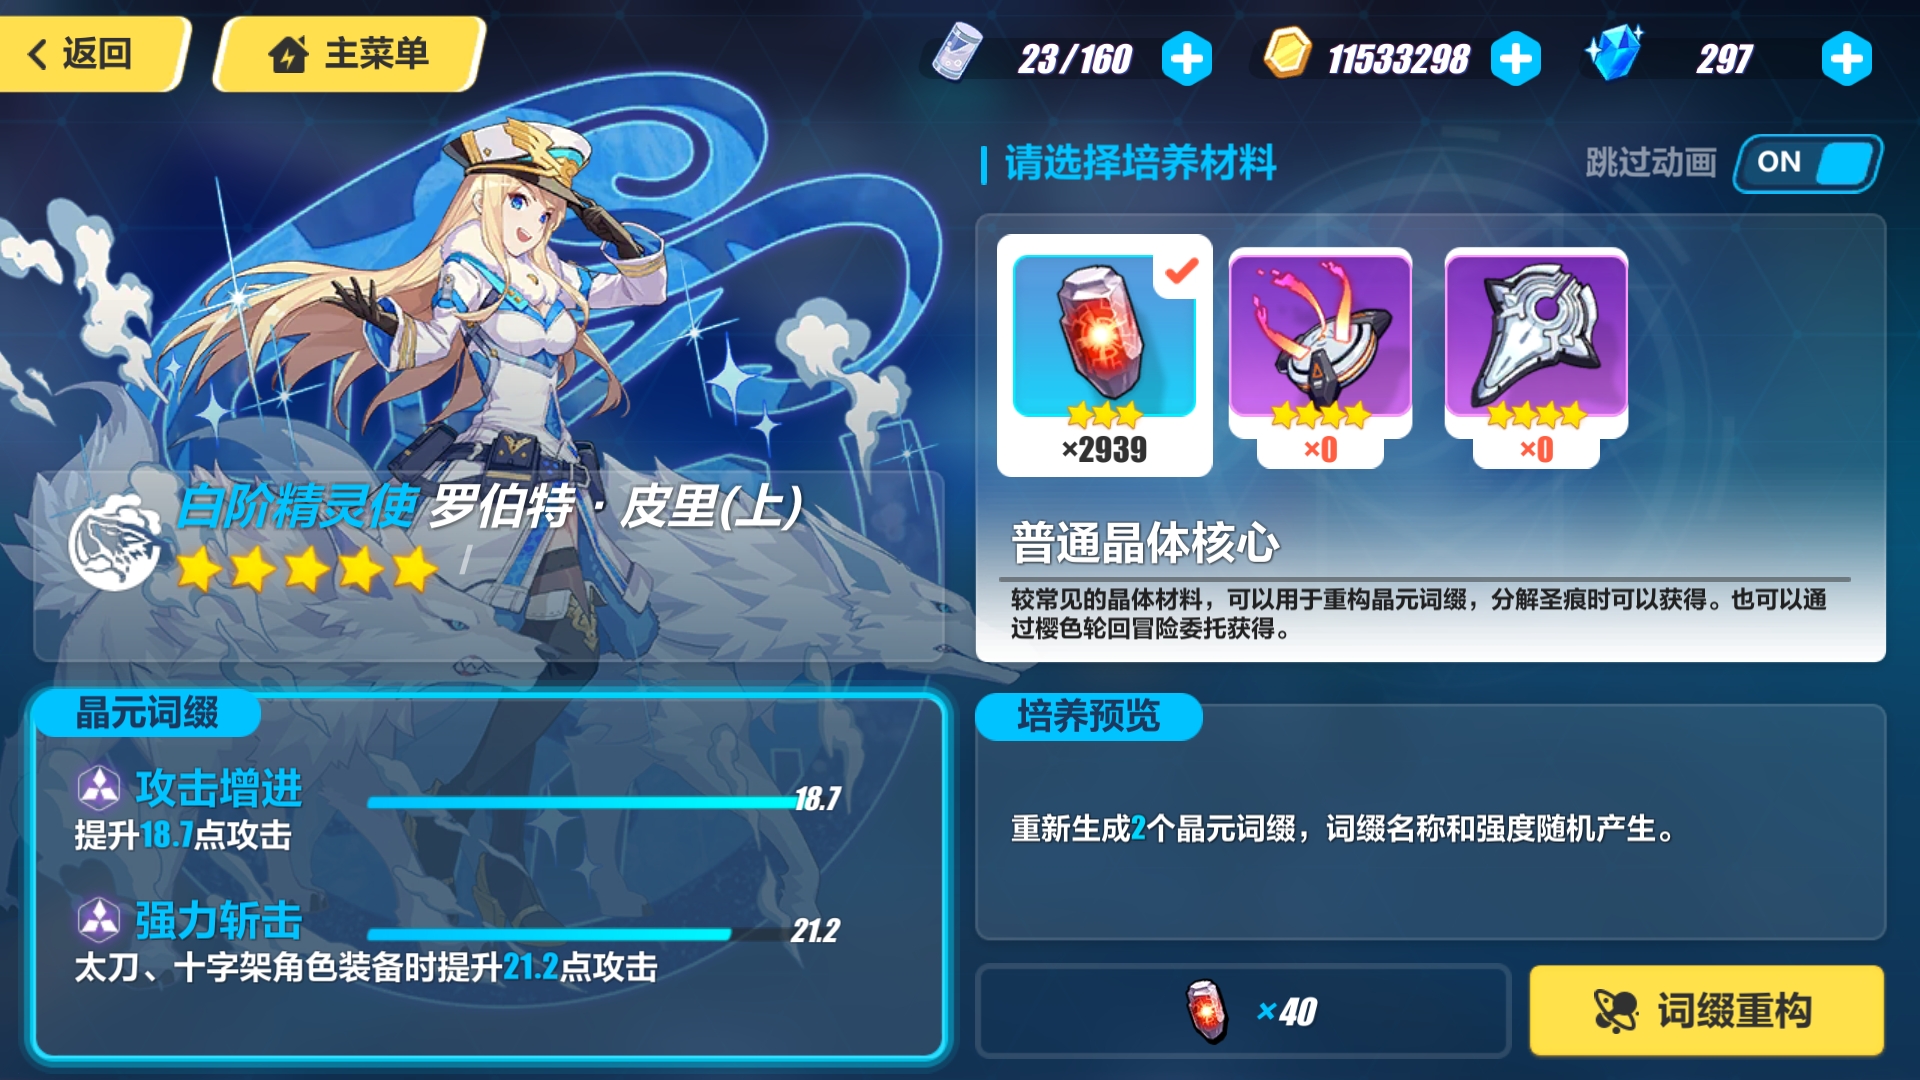 返回
主菜单
23/160
11533298
297
请选择培养材料
跳过动画
ON
×2939
×0
×0
白阶精灵使 罗伯特·皮里(上)
普通晶体核心
较常见的晶体材料，可以用于重构晶元词缀，分解圣痕时可以获得。也可以通
过樱色轮回冒险委托获得。
晶元词缀
攻击增进
18.7
提升18.7点攻击
强力斩击
21.2
太刀、十字架角色装备时提升21.2点攻击
培养预览
重新生成2个晶元词缀，词缀名称和强度随机产生。
×40
词缀重构